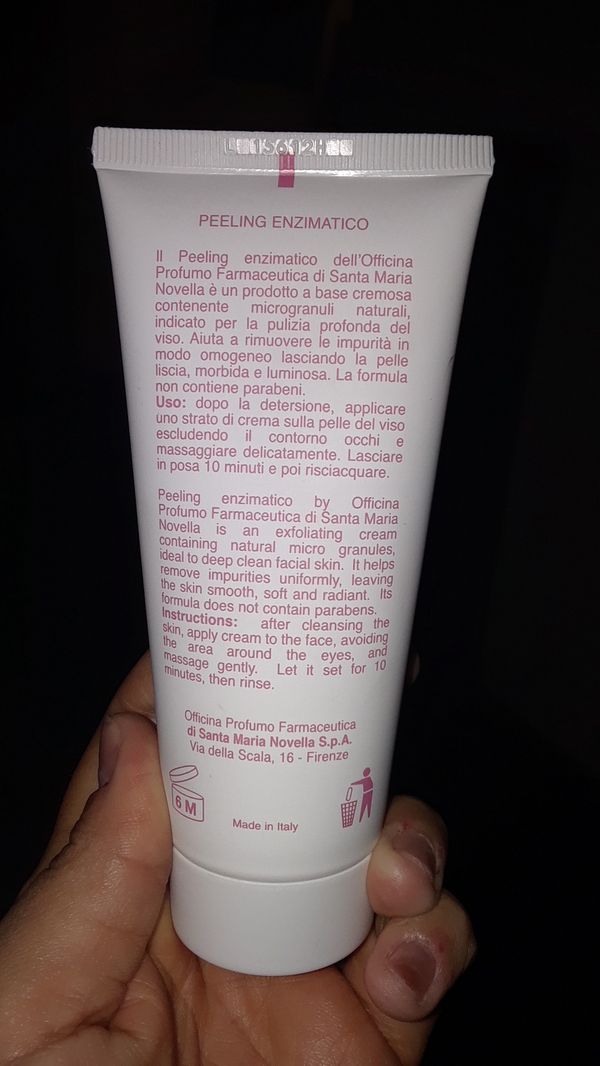 L 15612H
PEELING ENZIMATICO
Il Peeling enzimatico dell'Officina
Profumo Farmaceutica di Santa Maria
Novella è un prodotto a base cremosa
contenente microgranuli naturali,
indicato per la pulizia profonda del
viso. Aiuta a rimuovere le impurità in
modo omogeneo lasciando la pelle
liscia, morbida e luminosa. La formula
non contiene parabeni.
Uso: dopo la detersione, applicare
uno strato di crema sulla pelle del viso
escludendo il contorno occhi e
massaggiare delicatamente. Lasciare
in posa 10 minuti e poi risciacquare.
Peeling enzimatico by Officina
Profumo Farmaceutica di Santa Maria
Novella is an exfoliating cream
containing natural micro granules,
ideal to deep clean facial skin. It helps
remove impurities uniformly, leaving
the skin smooth, soft and radiant. Its
formula does not contain parabens.
Instructions: after cleansing the
skin, apply cream to the face, avoiding
the area around the eyes, and
massage gently. Let it set for 10
minutes, then rinse.
Officina Profumo Farmaceutica
di Santa Maria Novella S.p.A.
Via della Scala, 16 - Firenze
6 M
Made in Italy